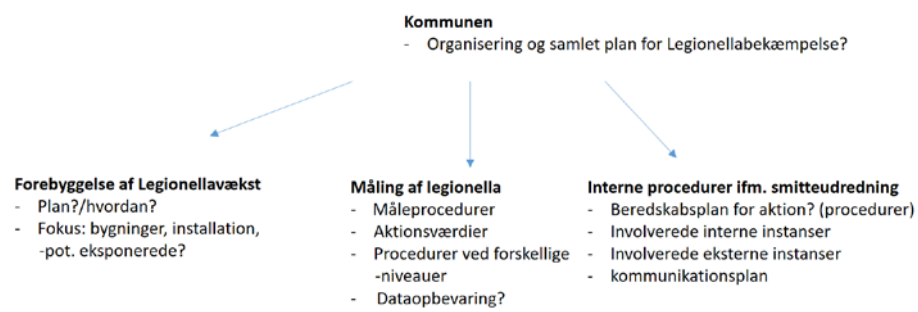 Kommunen
- Organisering og samlet plan for Legionellabekæmpelse?
Forebyggelse af Legionellavækst
- Plan?/hvordan?
- Fokus: bygninger, installation,
-pot. eksponerede?
Måling af legionella
- Måleprocedurer
- Aktionsværdier
- Procedurer ved forskellige
-niveauer
- Dataopbevaring?
Interne procedurer ifm. smitteudredning
- Beredskabsplan for aktion? (procedurer)
- Involverede interne instanser
- Involverede eksterne instanser
- kommunikationsplan